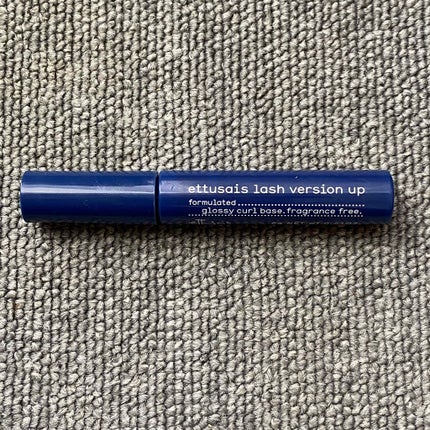 ettusais lash version up
formulated
glossy curl base.fragrance free.